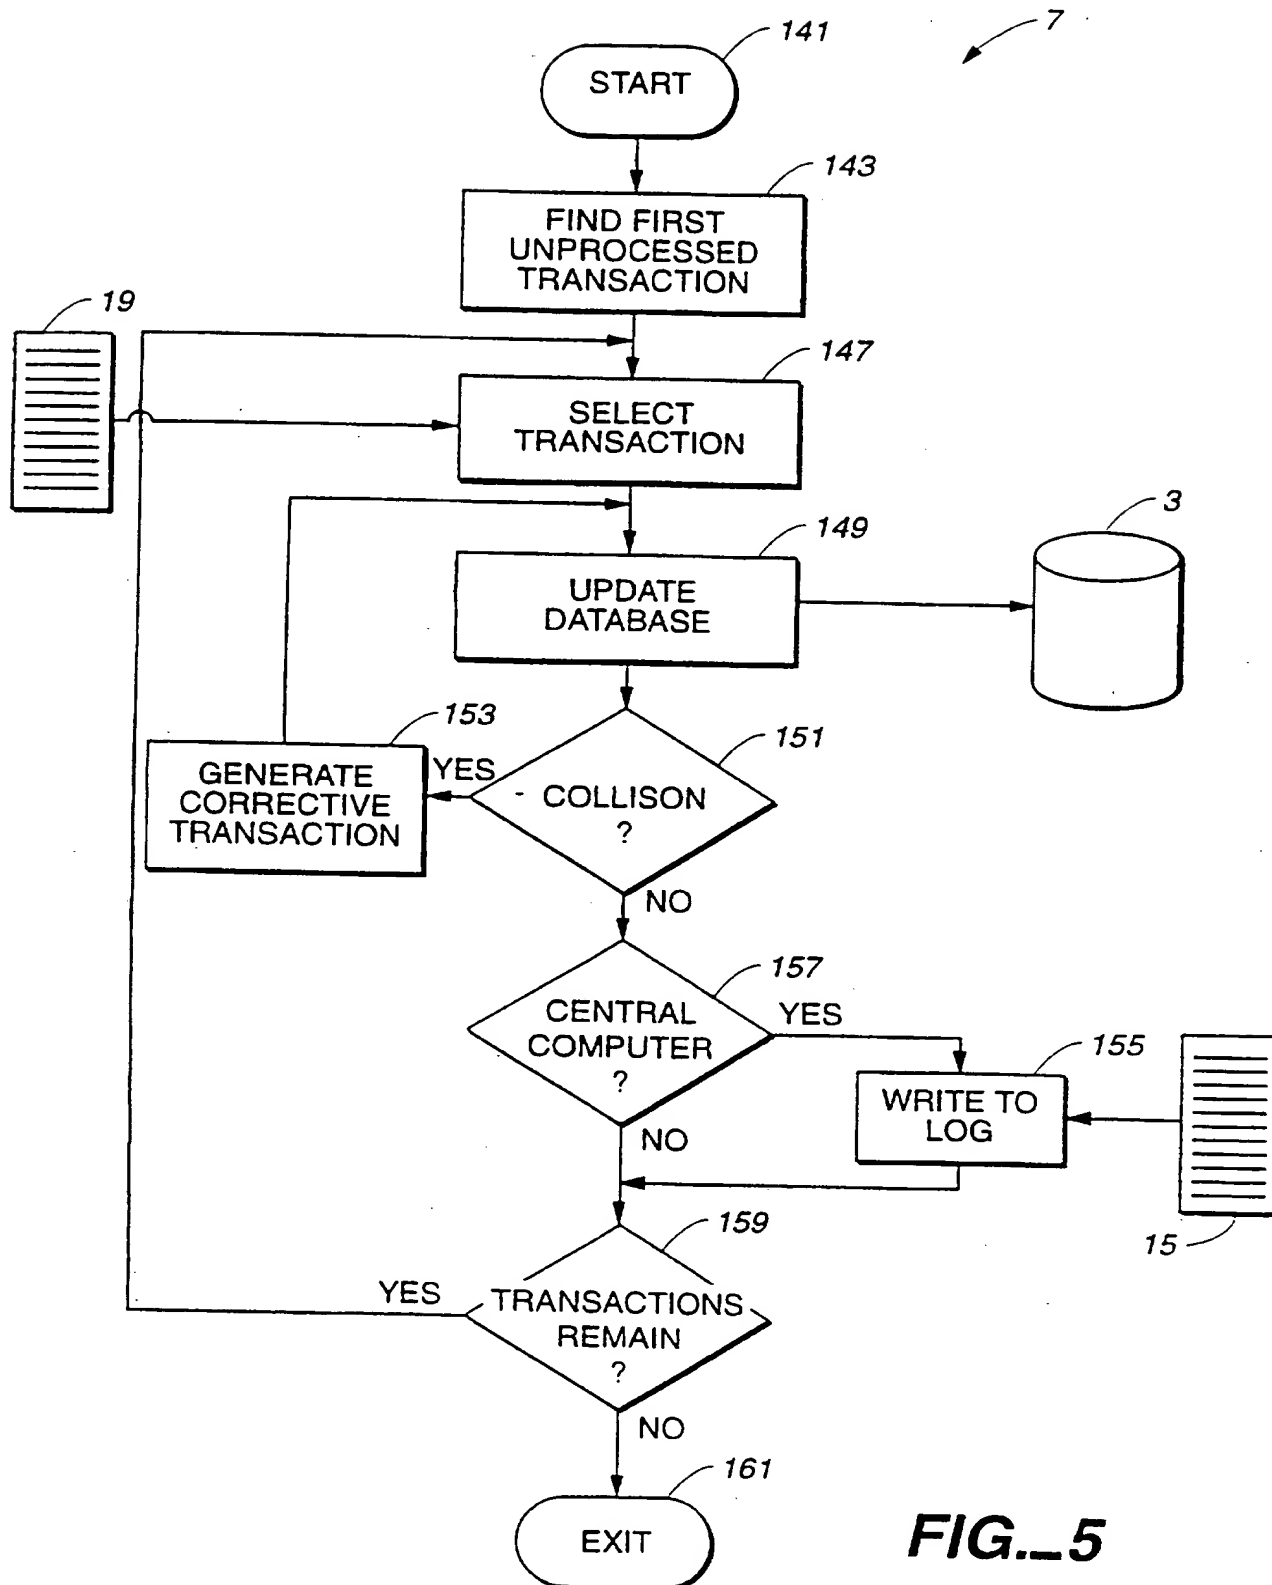 7
141
START
143
FIND FIRST
UNPROCESSED
TRANSACTION
19
147
SELECT
TRANSACTION
3
149
UPDATE
DATABASE
153
GENERATE
CORRECTIVE
TRANSACTION
YES
151
COLLISON
?
NO
157
CENTRAL
COMPUTER
?
YES
155
WRITE TO
LOG
15
NO
159
YES
TRANSACTIONS
REMAIN
?
NO
161
EXIT
FIG._5